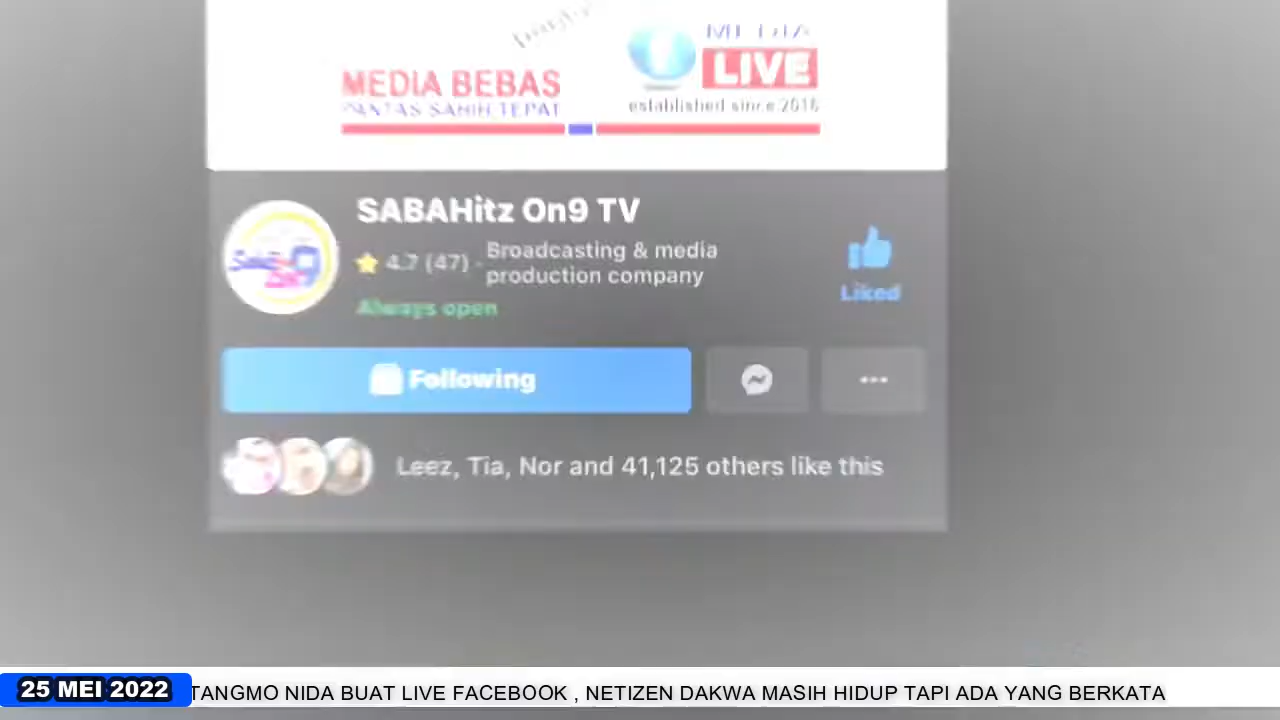 MEDIA
MEDIA BEBAS
LIVE
PANTAS SAHIH TEPAT
established since 2016
SABAHitz On9 TV
4.7 (47) · Broadcasting & media
production company
Always open
Liked
Following
Leez, Tia, Nor and 41,125 others like this
25 MEI 2022
TANGMO NIDA BUAT LIVE FACEBOOK , NETIZEN DAKWA MASIH HIDUP TAPI ADA YANG BERKATA